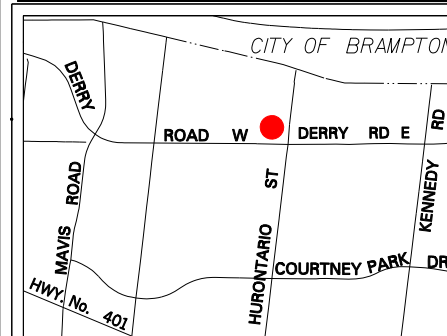 CITY OF BRAMPTON
DERRY
ROAD W
DERRY RD E
RD
KENNEDY
MAVIS ROAD
HURONTARIO ST
COURTNEY PARK DR
HWY. No. 401